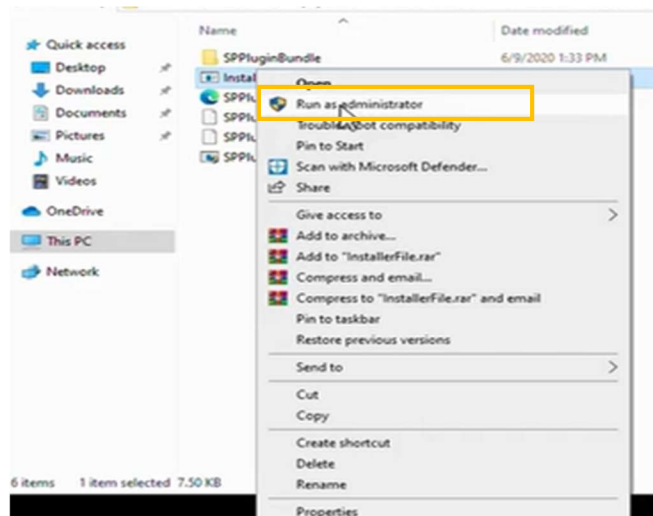 Name Date modified
Quick access
Desktop
Downloads
Documents
Pictures
Music
Videos
OneDrive
This PC
Network
SPPluginBundle 6/9/2020 1:33 PM
Instal
SPPlu
SPPlu
SPPlu
SPPlu
Open
Run as administrator
Troubleshoot compatibility
Pin to Start
Scan with Microsoft Defender...
Share
Give access to
Add to archive...
Add to "InstallerFile.rar"
Compress and email...
Compress to "InstallerFile.rar" and email
Pin to taskbar
Restore previous versions
Send to
Cut
Copy
Create shortcut
Delete
Rename
Properties
6 items 1 item selected 7.50 KB